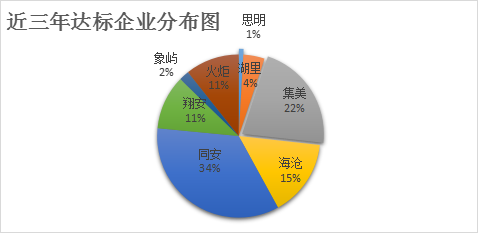 近三年达标企业分布图
思明
1%
湖里
4%
集美
22%
海沧
15%
同安
34%
翔安
11%
象屿
2%
火炬
11%